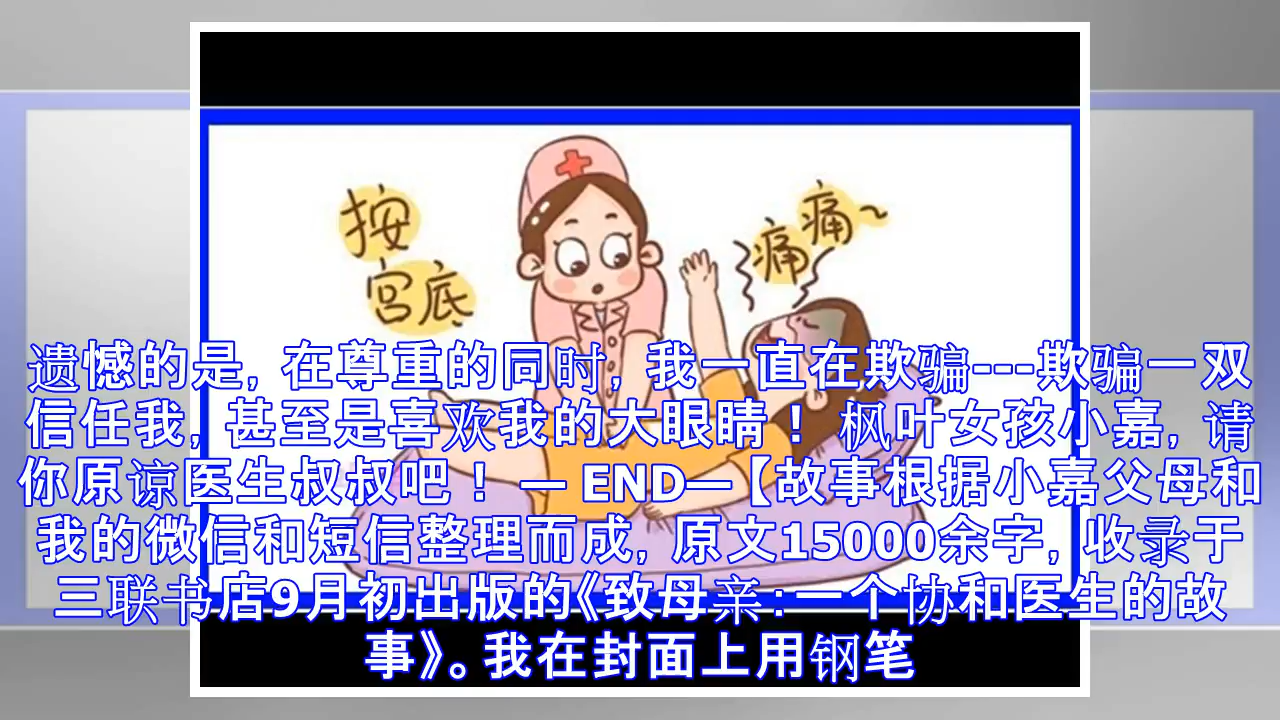 按
宫底
痛痛~
遗憾的是, 在尊重的同时, 我一直在欺骗---欺骗一双
信任我, 甚至是喜欢我的大眼睛！ 枫叶女孩小嘉, 请
你原谅医生叔叔吧！ — END—【故事根据小嘉父母和
我的微信和短信整理而成, 原文15000余字, 收录于
三联书店9月初出版的《致母亲：一个协和医生的故
事》。我在封面上用钢笔